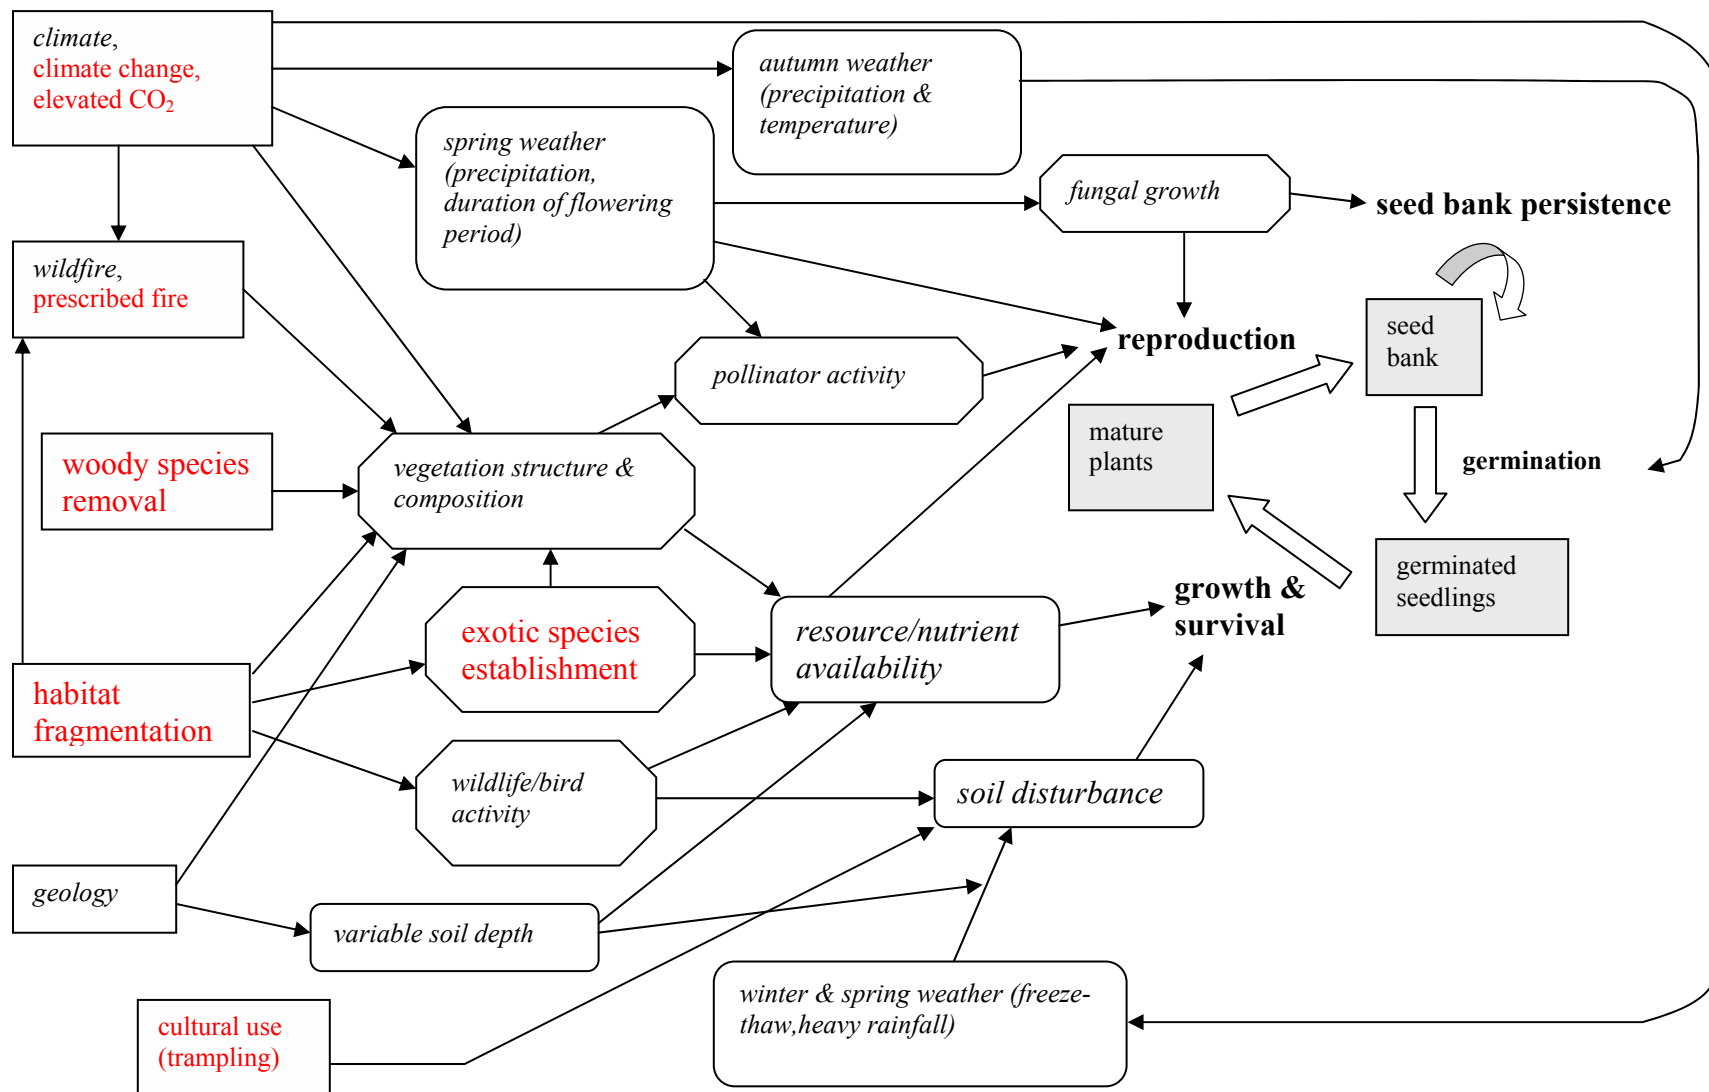 climate,
climate change,
elevated CO₂
autumn weather
(precipitation &
temperature)
spring weather
(precipitation,
duration of flowering
period)
fungal growth
seed bank persistence
wildfire,
prescribed fire
reproduction
seed
bank
pollinator activity
mature
plants
woody species
removal
vegetation structure &
composition
germination
germinated
seedlings
growth &
survival
exotic species
establishment
resource/nutrient
availability
habitat
fragmentation
wildlife/bird
activity
soil disturbance
geology
variable soil depth
winter & spring weather (freeze-
thaw,heavy rainfall)
cultural use
(trampling)